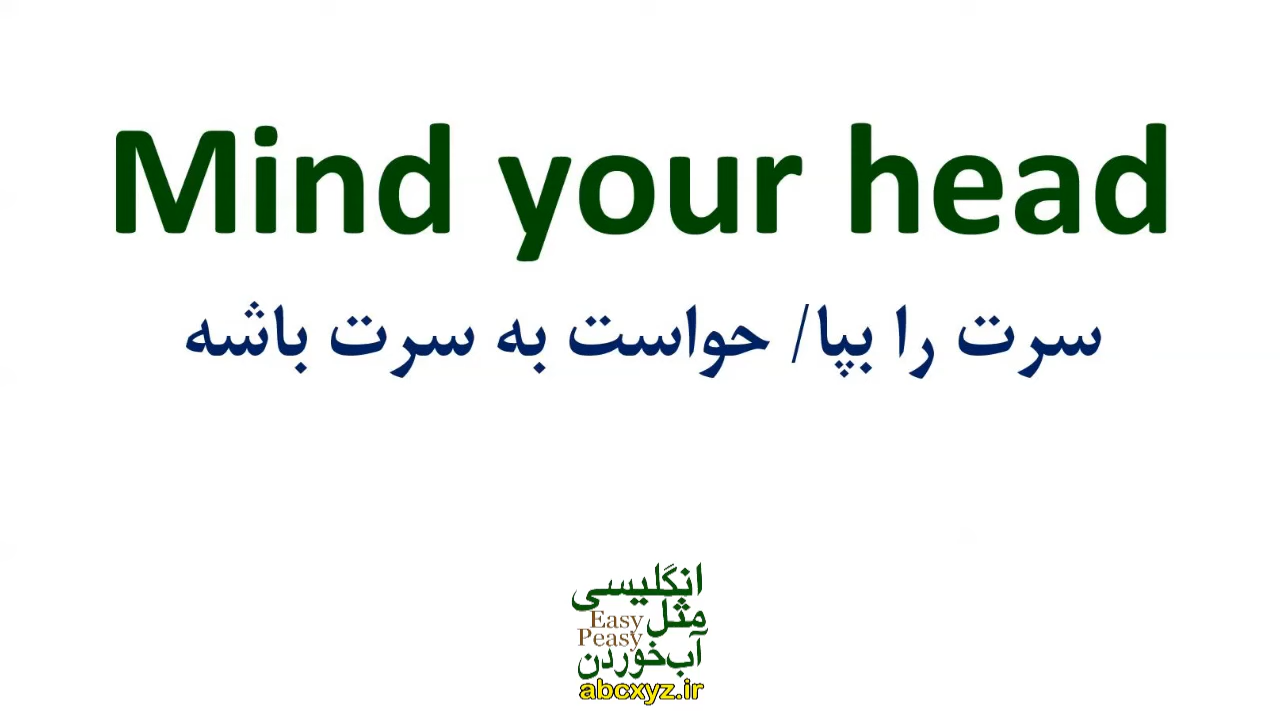 Mind your head
سرت را بپا/ حواست به سرت باشه
انگلیسی
مثل
Easy
Peasy
آب‌خوردن
abcxyz.ir